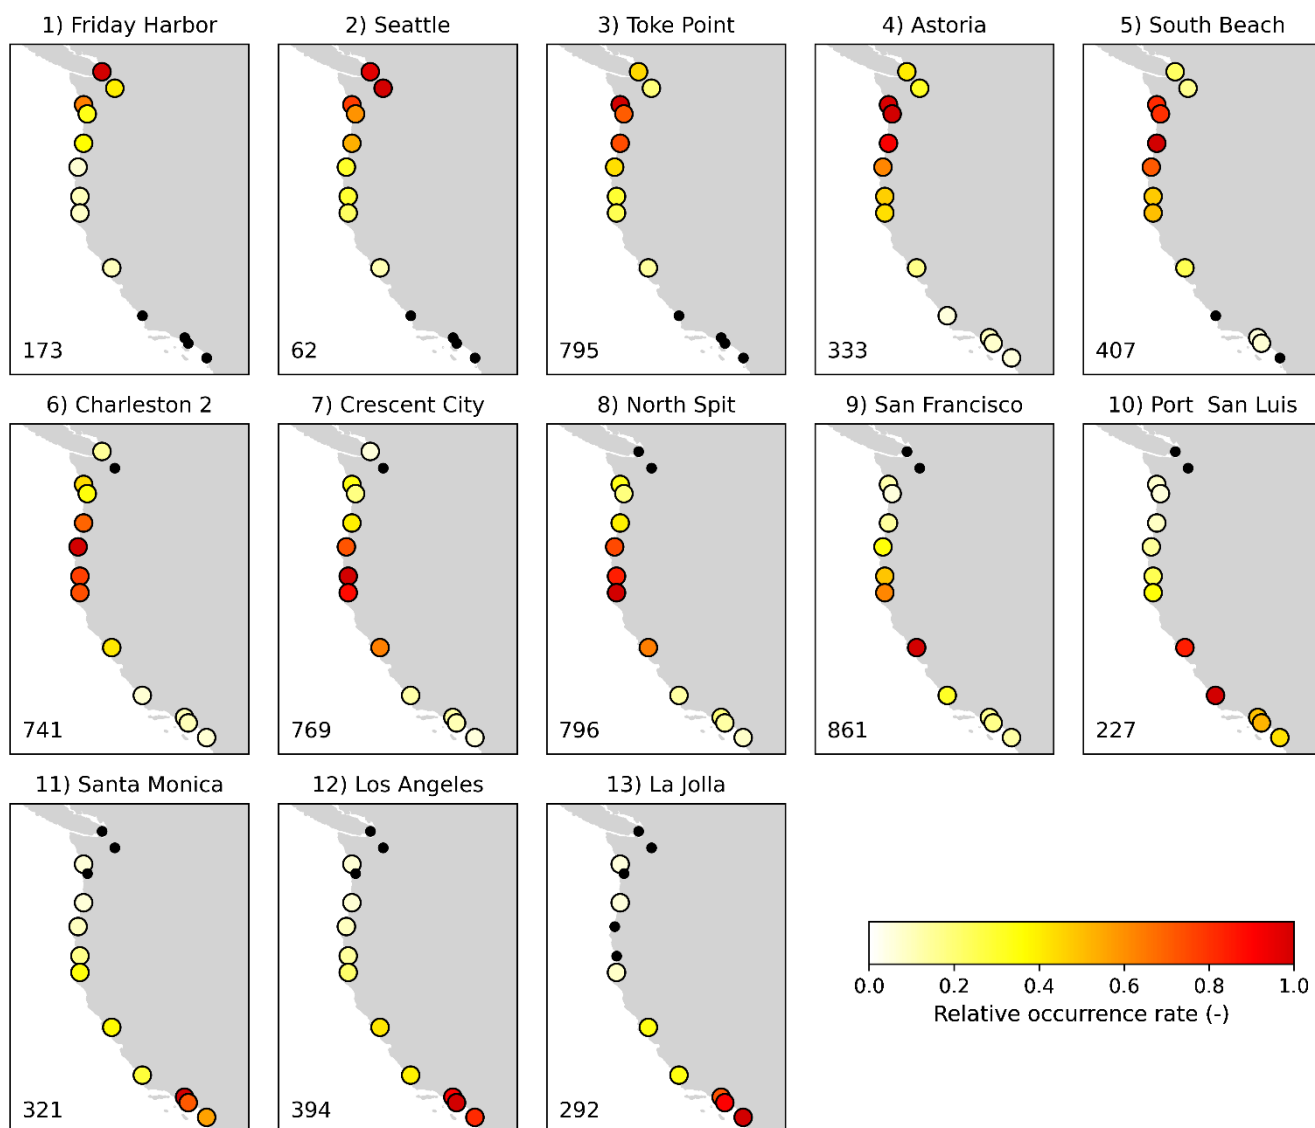 1) Friday Harbor
2) Seattle
3) Toke Point
4) Astoria
5) South Beach
173
62
795
333
407
6) Charleston 2
7) Crescent City
8) North Spit
9) San Francisco
10) Port  San Luis
741
769
796
861
227
11) Santa Monica
12) Los Angeles
13) La Jolla
321
394
292
0.0 0.2 0.4 0.6 0.8 1.0
Relative occurrence rate (-)